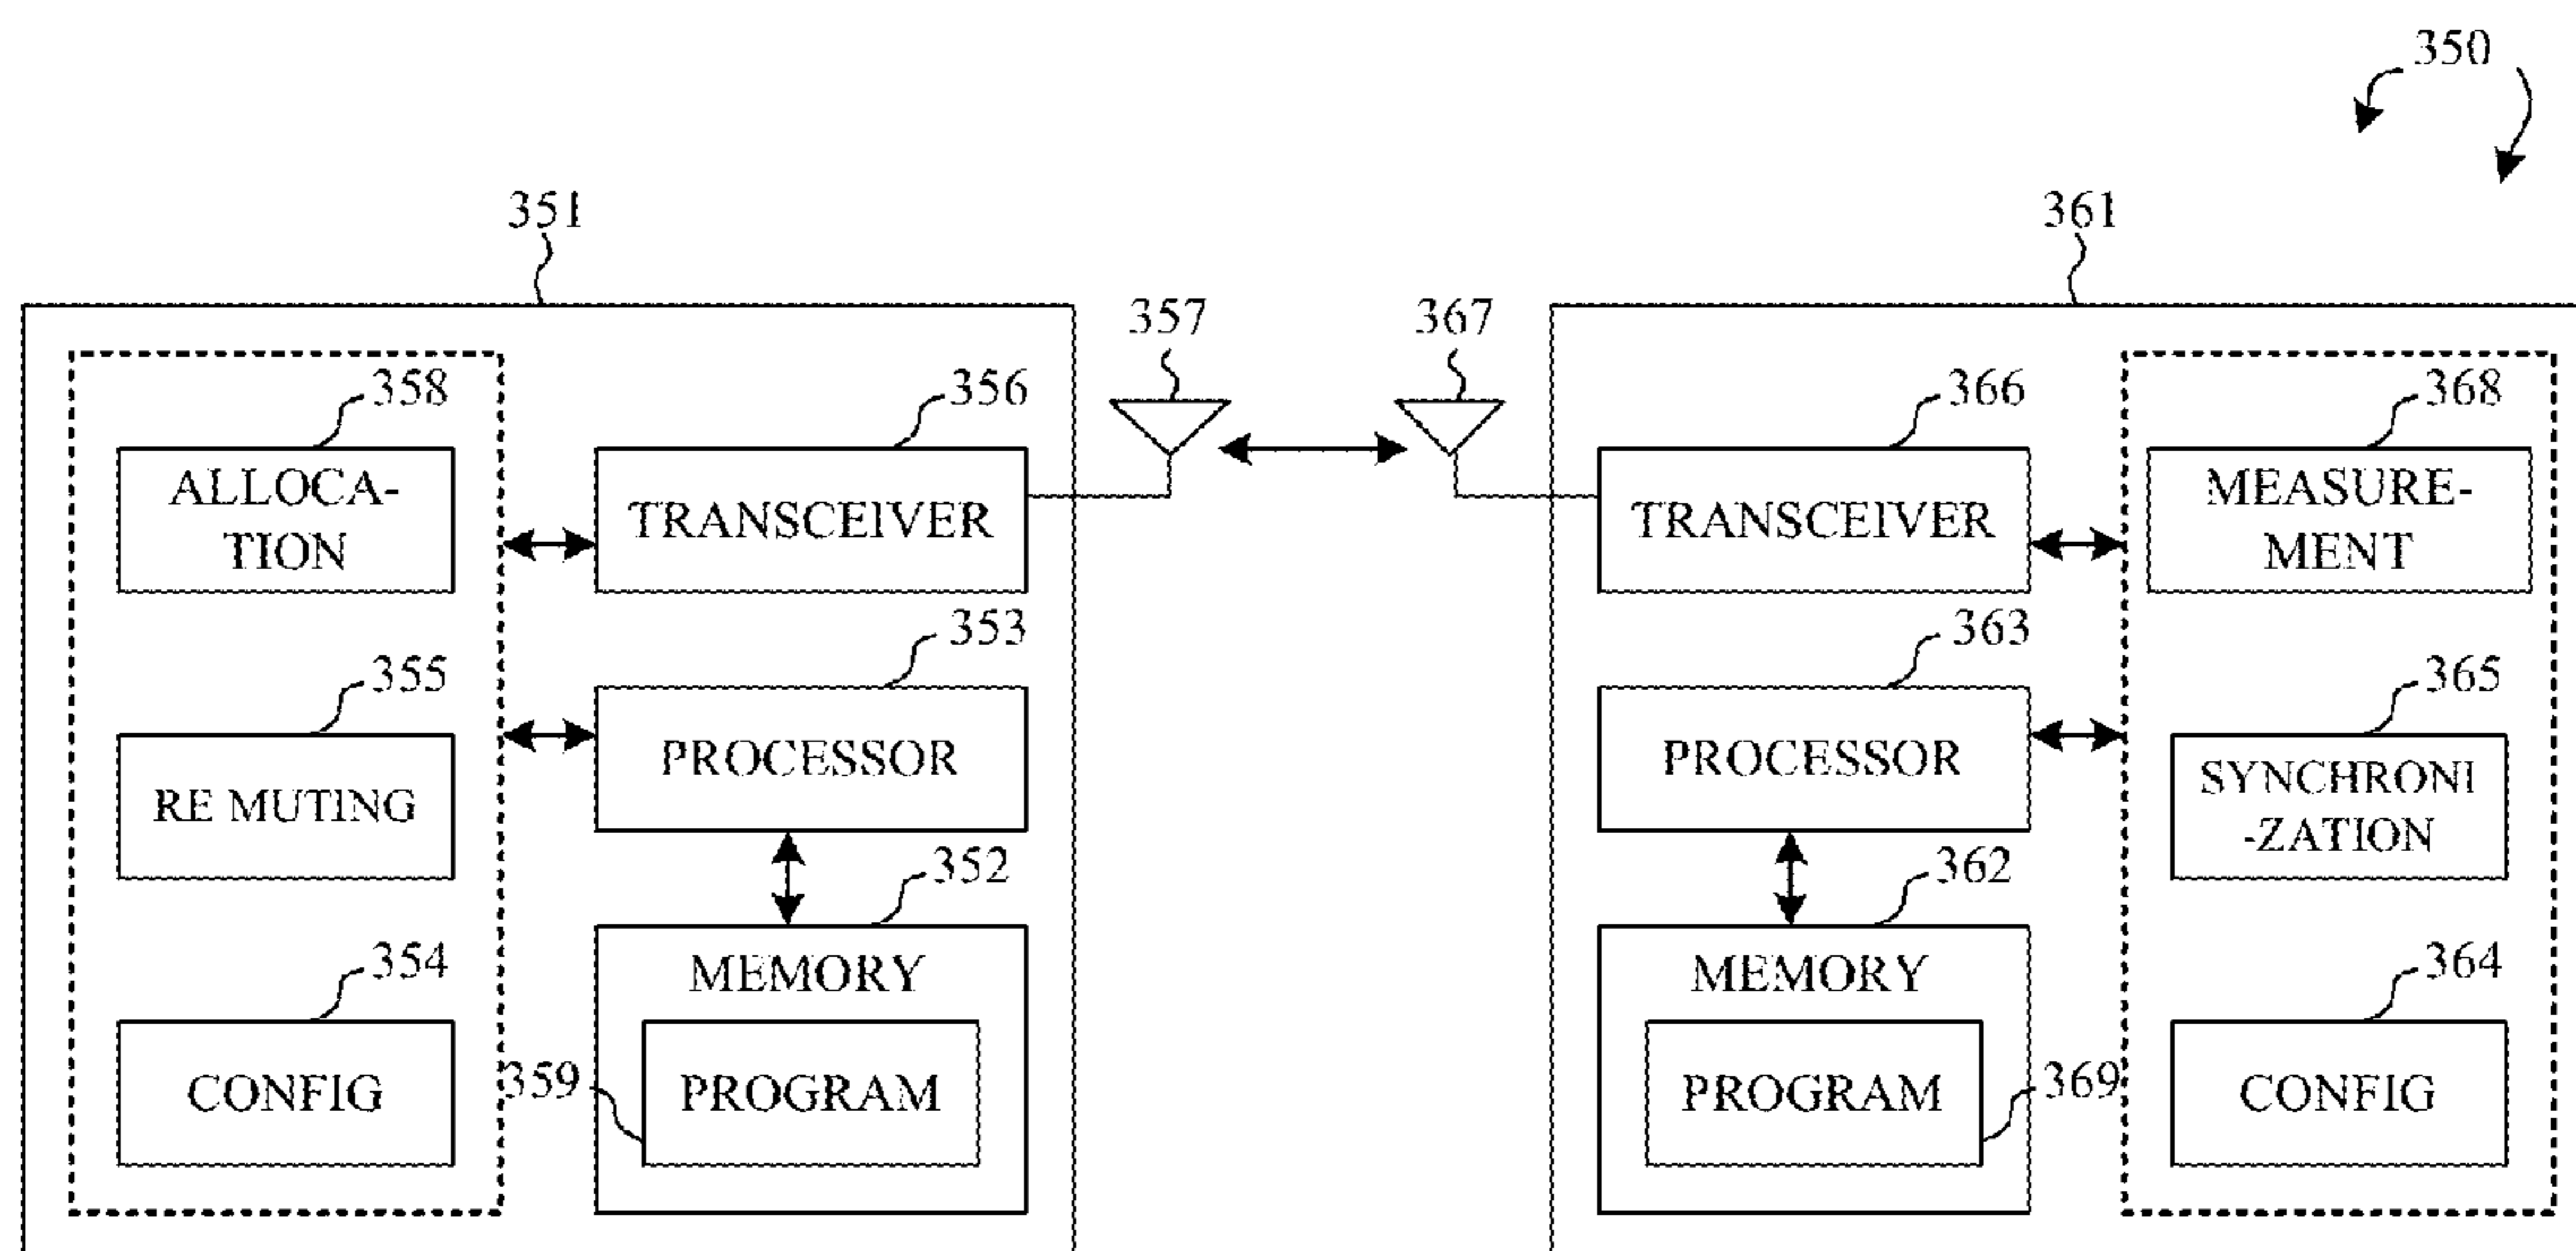 350
351
361
357
367
358
356
366
368
ALLOCA-
TION
TRANSCEIVER
TRANSCEIVER
MEASURE-
MENT
355
353
363
365
RE MUTING
PROCESSOR
PROCESSOR
SYNCHRONI
-ZATION
354
352
362
364
CONFIG
MEMORY
359
PROGRAM
MEMORY
PROGRAM
369
CONFIG